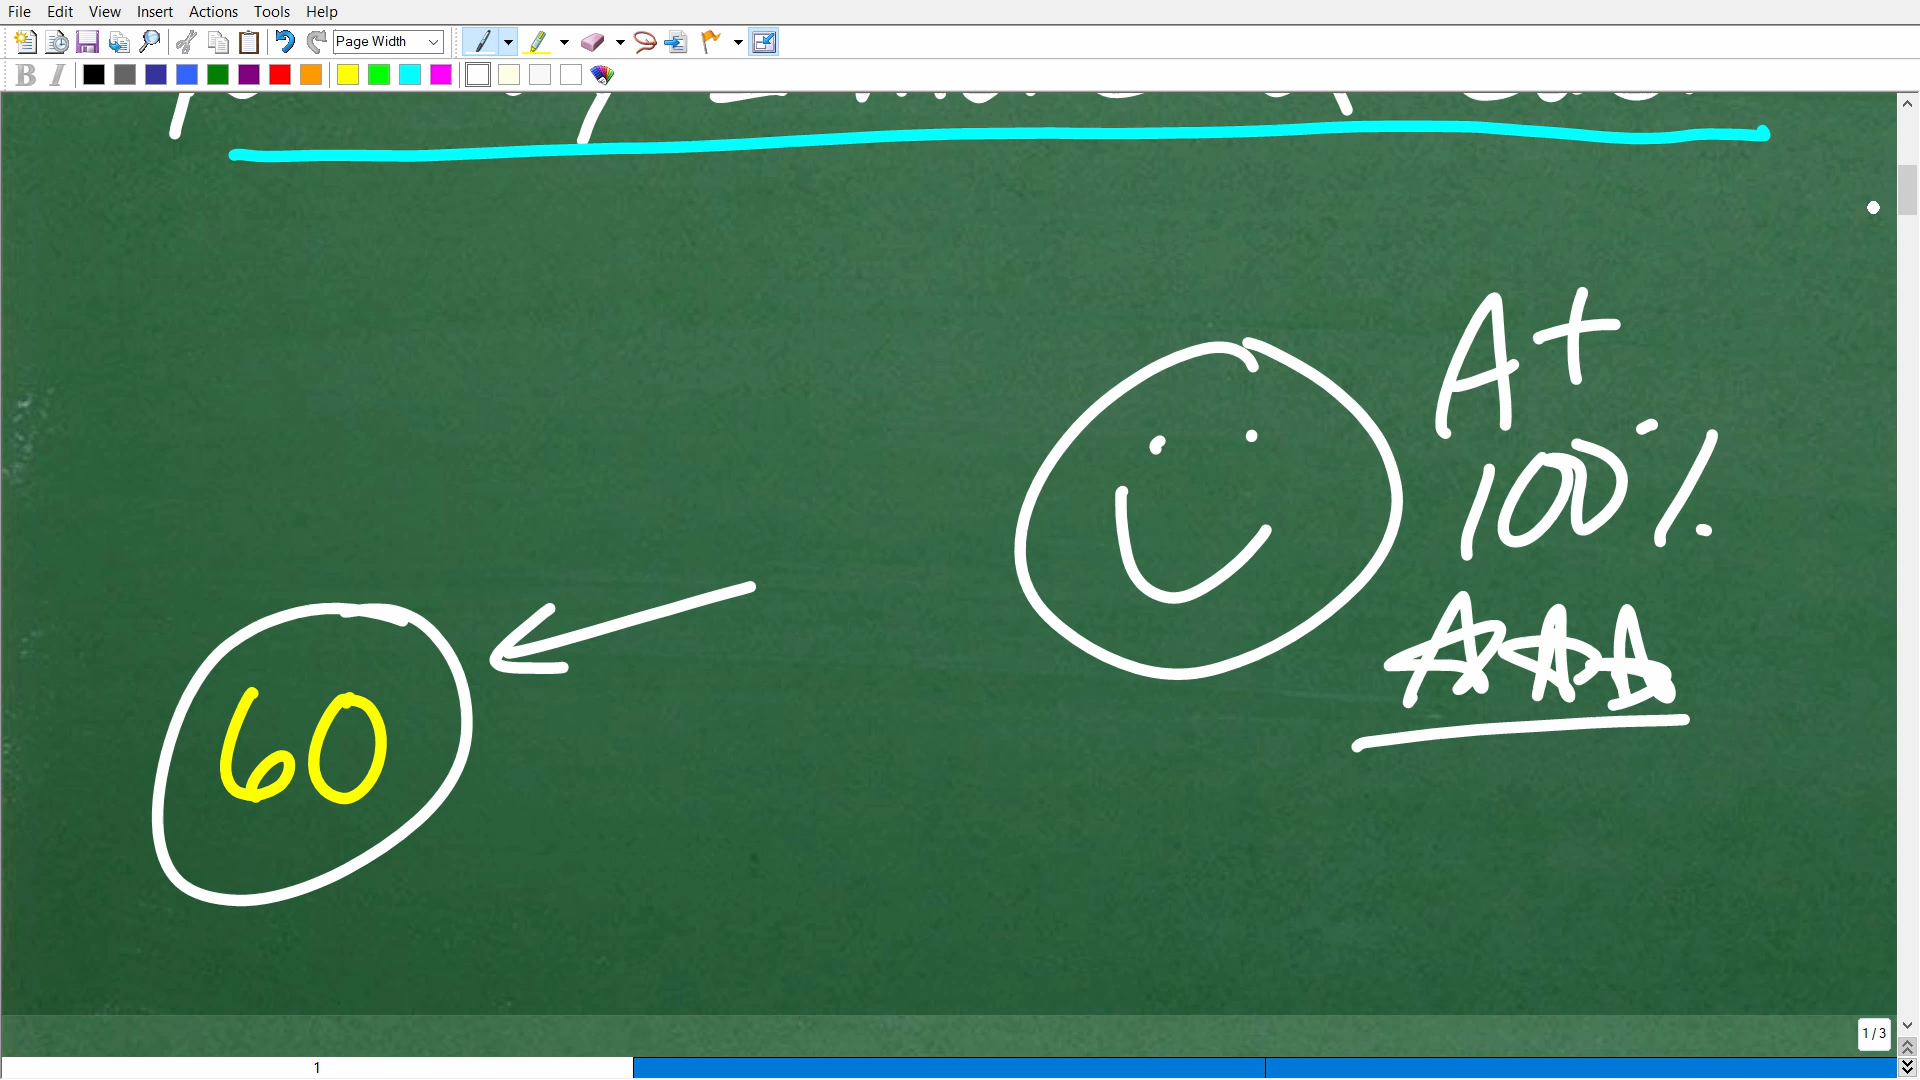 File Edit View Insert Actions Tools Help
Page Width
B I
A+
100%
60
1/3
1